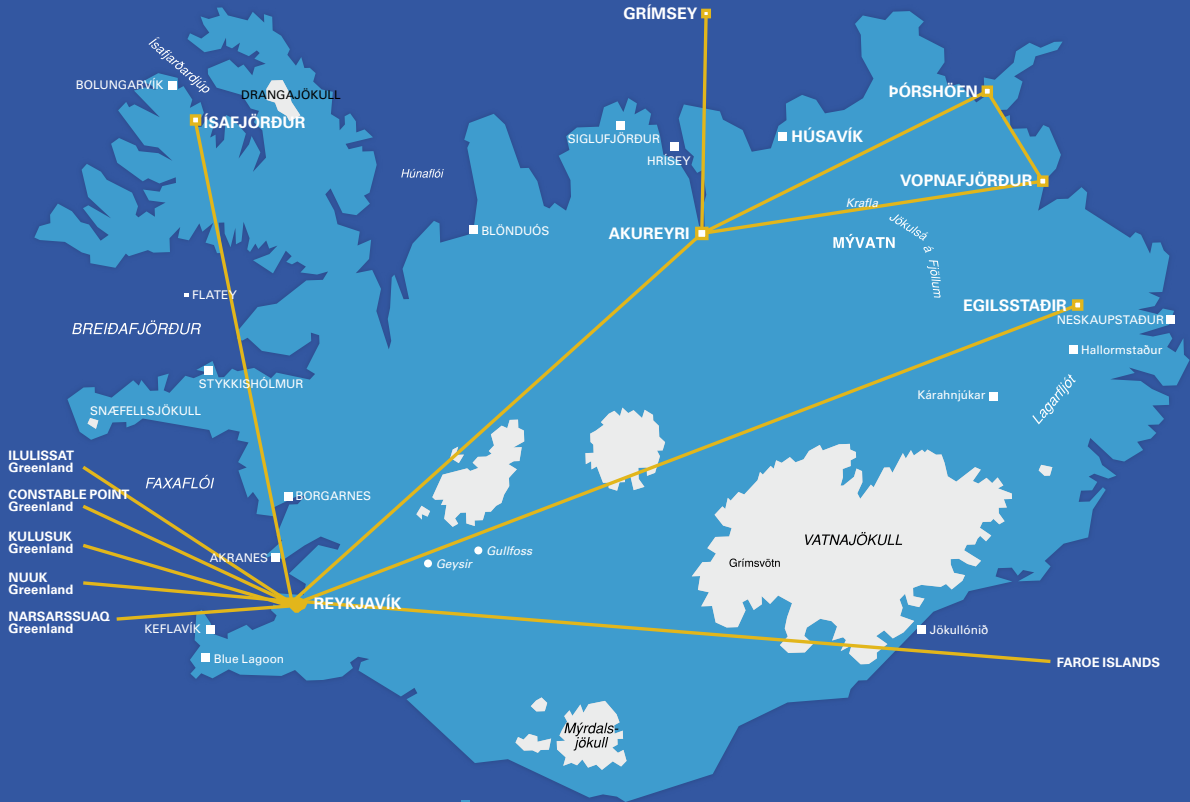 GRÍMSEY
Ísafjarðardjúp
BOLUNGARVÍK
DRANGAJÖKULL
ÞÓRSHÖFN
ÍSAFJÖRÐUR
SIGLUFJÖRÐUR
HÚSAVÍK
HRÍSEY
Húnaflói
VOPNAFJÖRÐUR
Krafla
BLÖNDUÓS
AKUREYRI
MÝVATN
Jökulsá á Fjöllum
FLATEY
EGILSSTAÐIR
NESKAUPSTAÐUR
BREIÐAFJÖRÐUR
Hallormstaður
STYKKISHÓLMUR
Kárahnjúkar
Lagarfljót
SNÆFELLSJÖKULL
ILULISSAT
Greenland
FAXAFLÓI
CONSTABLE POINT
Greenland
BORGARNES
KULUSUK
Greenland
VATNAJÖKULL
Gullfoss
AKRANES
Geysir
Grímsvötn
NUUK
Greenland
REYKJAVÍK
NARSARSSUAQ
Greenland
KEFLAVÍK
Jökullónið
Blue Lagoon
FAROE ISLANDS
Mýrdals-
jökull